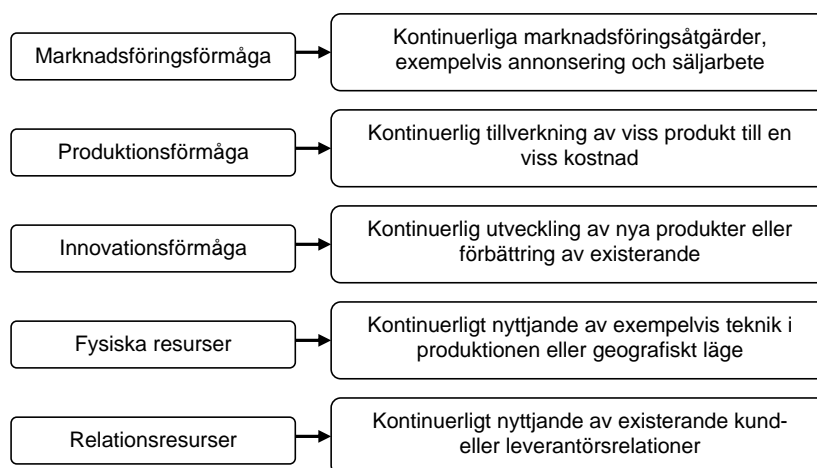 Marknadsföringsförmåga
Kontinuerliga marknadsföringsåtgärder,
exempelvis annonsering och säljarbete
Produktionsförmåga
Kontinuerlig tillverkning av viss produkt till en
viss kostnad
Innovationsförmåga
Kontinuerlig utveckling av nya produkter eller
förbättring av existerande
Fysiska resurser
Kontinuerligt nyttjande av exempelvis teknik i
produktionen eller geografiskt läge
Relationsresurser
Kontinuerligt nyttjande av existerande kund-
eller leverantörsrelationer